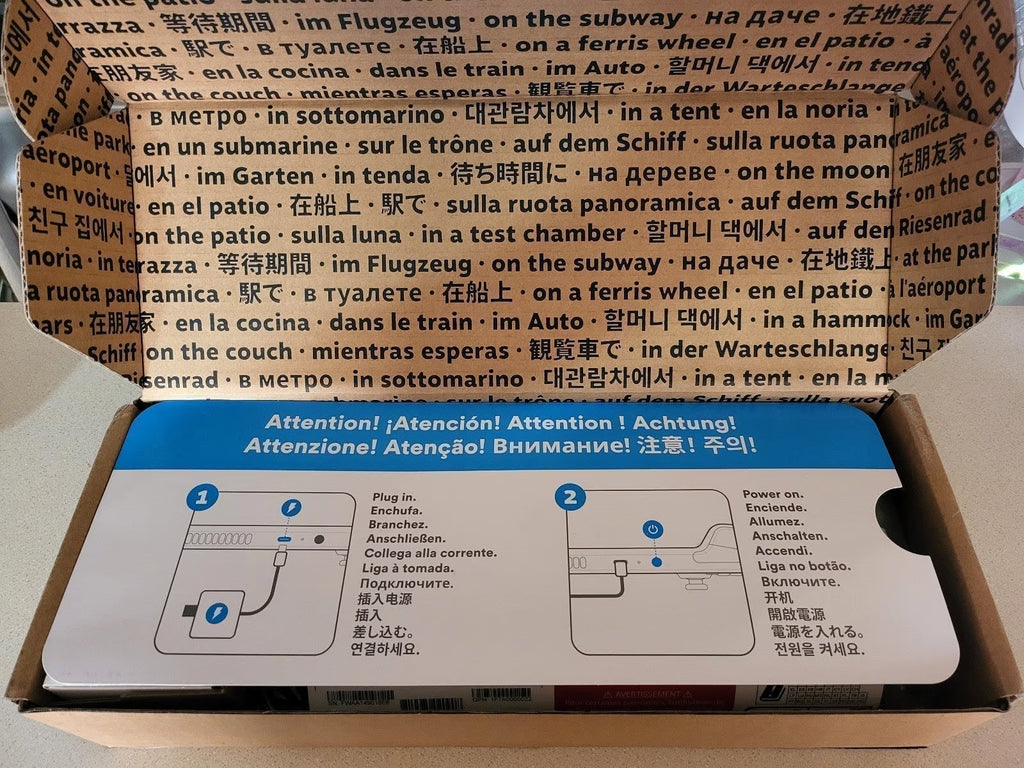 rrazza · 等待期間 · im Flugzeug · on the subway · на даче · 在地鐵上
ramica · 駅で · в туалете · 在船上 · on a ferris wheel · en el patio · à
在朋友家 · en la cocina · dans le train · im Auto · 할머니 댁에서 · in tend
on the couch · mientras esperas · 観覧車で · in der Warteschlange
· в метро · in sottomarino · 대관람차에서 · in a tent · en la noria ·
the park · en un submarine · sur le trône · auf dem Schiff · sulla ruota panoramica
aéroport · 달에서 · im Garten · in tenda · 待ち時間に · на дереве · on the moon · 在朋友家 · e
· en voiture · en el patio · 在船上 · 駅で · sulla ruota panoramica · auf dem Schiff · on the co
친구 집에서 · on the patio · sulla luna · in a test chamber · 할머니 댁에서 · auf dem Riesenrad ·
noria · in terrazza · 等待期間 · im Flugzeug · on the subway · на даче · 在地鐵上 · at the park
a ruota panoramica · 駅で · в туалете · 在船上 · on a ferris wheel · en el patio · à l'aéroport
ars · 在朋友家 · en la cocina · dans le train · im Auto · 할머니 댁에서 · in a hammock · im Gar
Schiff · on the couch · mientras esperas · 観覧車で · in der Warteschlange · 친구 집
Riesenrad · в метро · in sottomarino · 대관람차에서 · in a tent · en la n
sur le trône · auf dem Schiff · sulla ruota
Attention! ¡Atención! Attention ! Achtung!
Attenzione! Atenção! Внимание! 注意! 주의!
1
Plug in.
Enchufa.
Branchez.
Anschließen.
Collega alla corrente.
Liga à tomada.
Подключите.
插入电源
插入
差し込む。
연결하세요.
2
Power on.
Enciende.
Allumez.
Anschalten.
Accendi.
Liga no botão.
Включите.
开机
開啟電源
電源を入れる。
전원을 켜세요.
AVERTISSEMENT